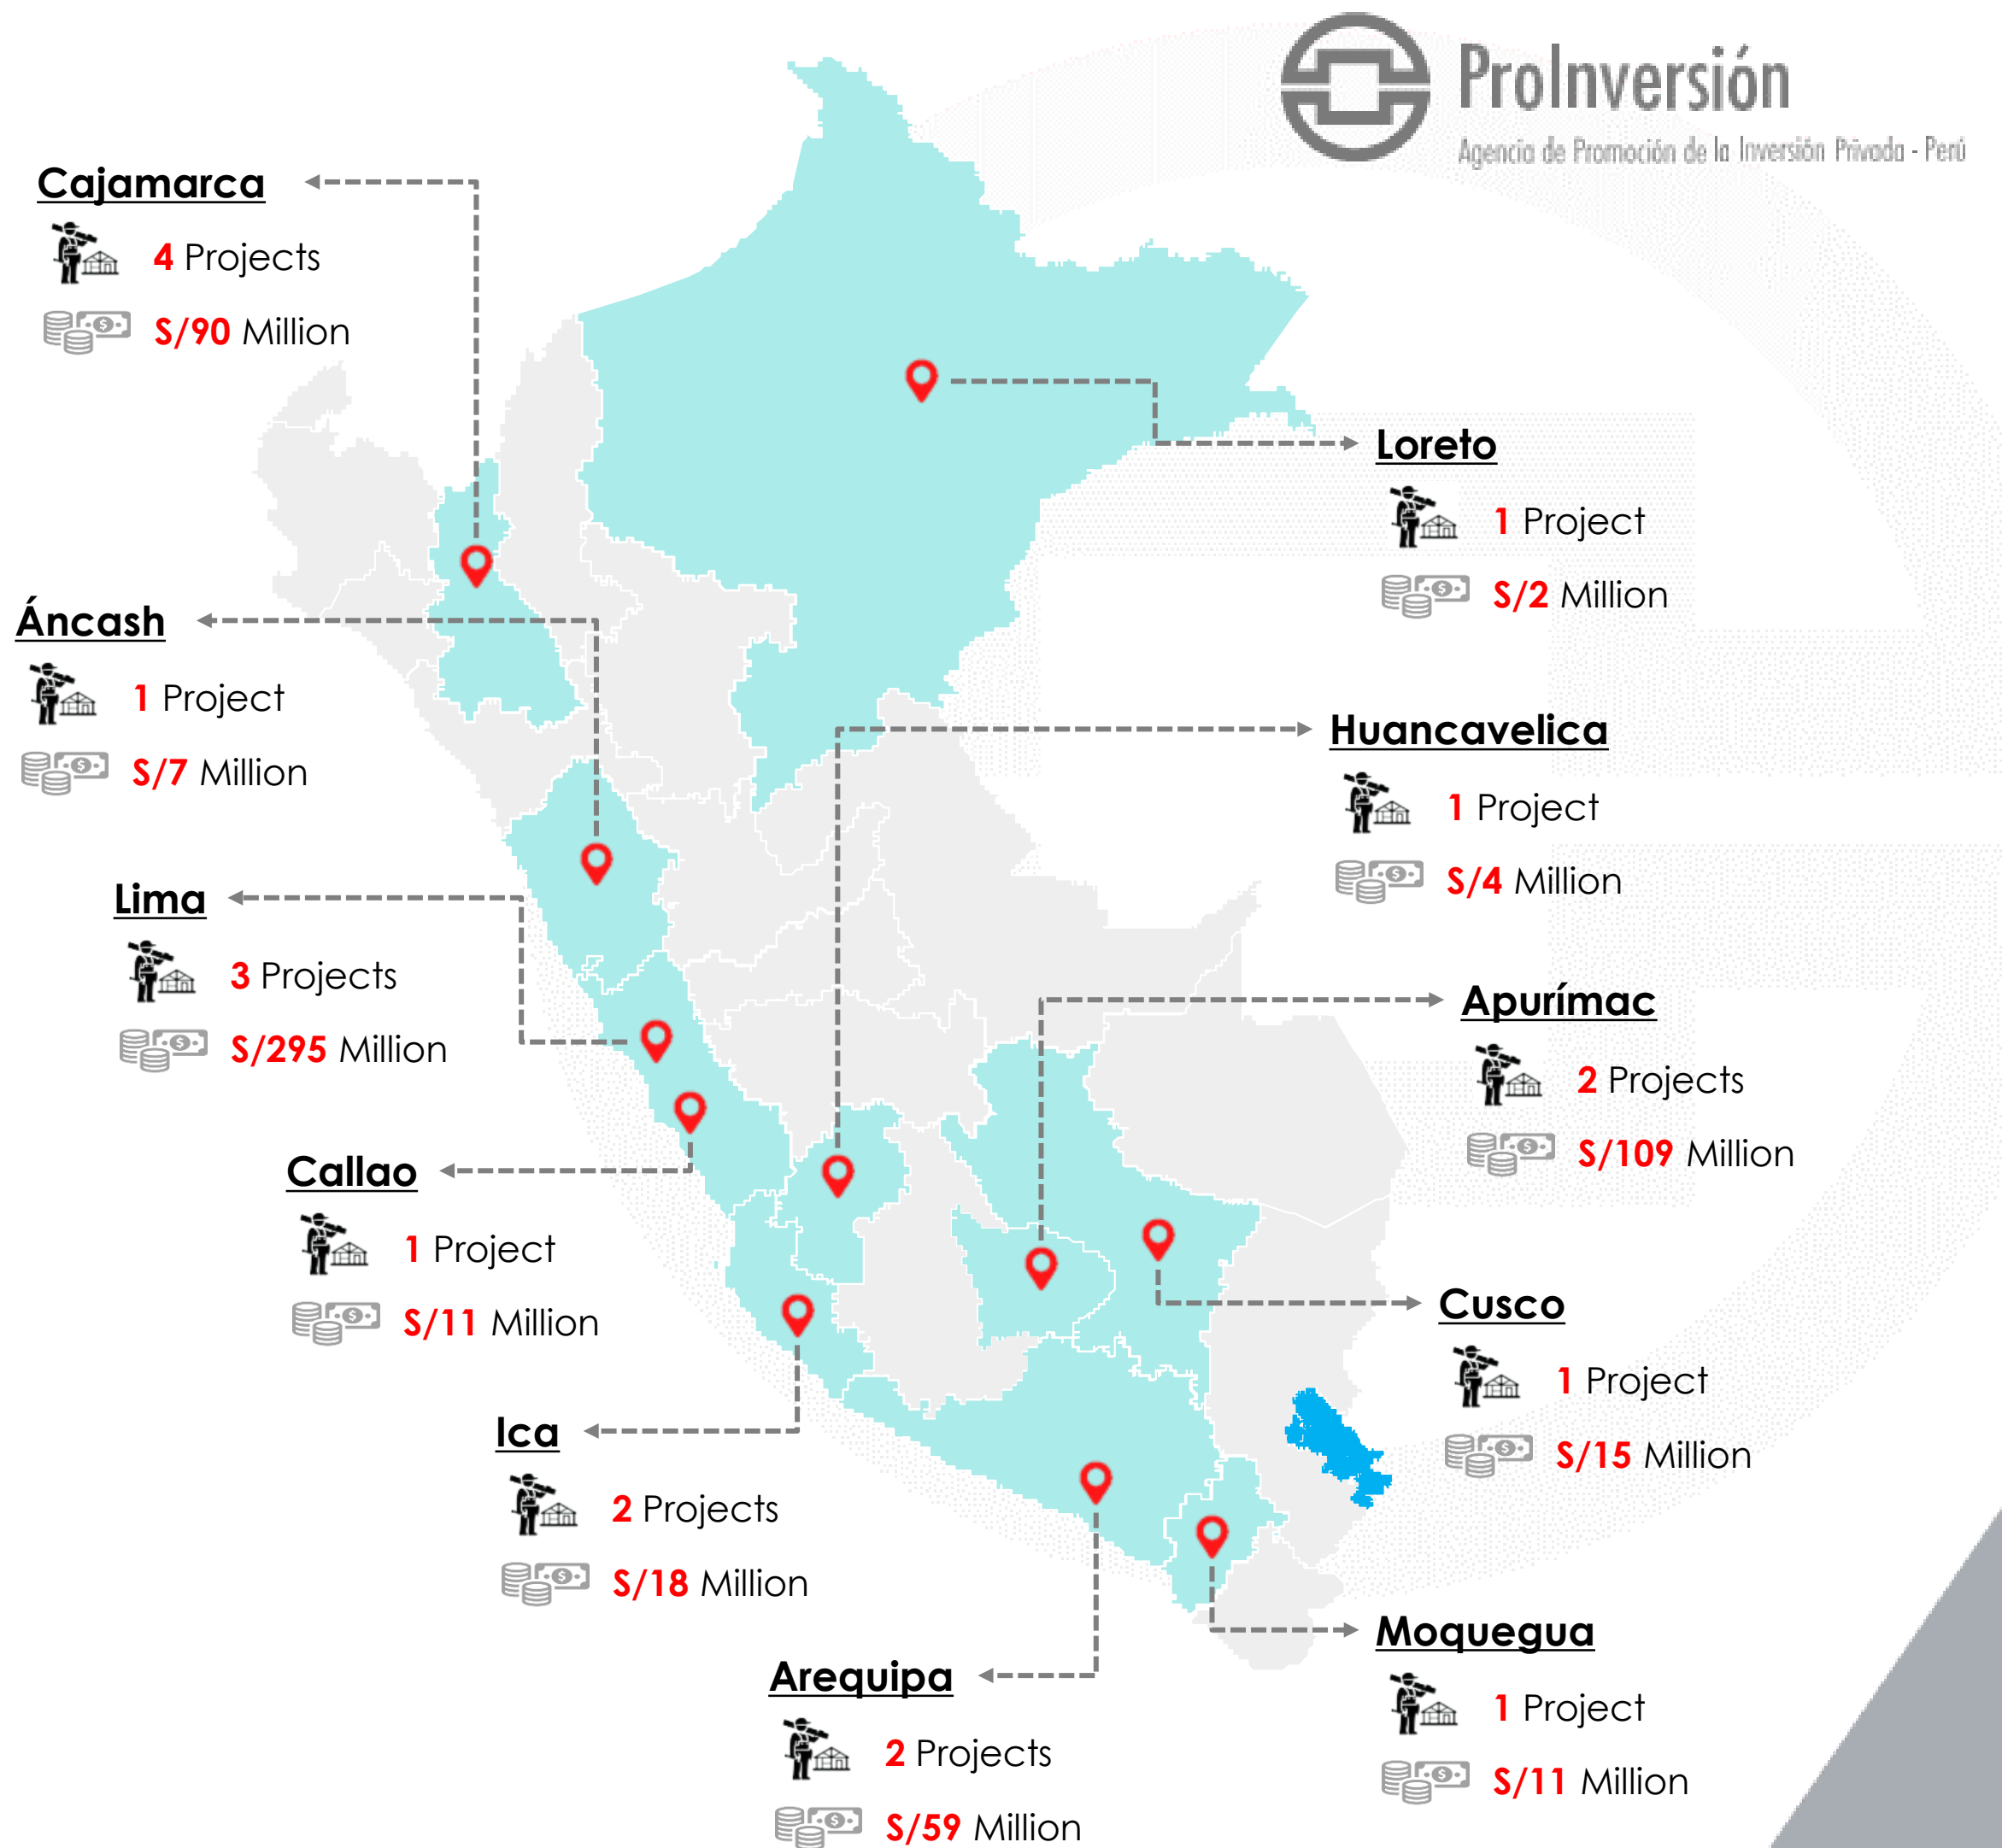 ProInversión
Agencia de Promoción de la Inversión Privada - Perú
Cajamarca
4 Projects
S/90 Million
Loreto
1 Project
S/2 Million
Áncash
1 Project
S/7 Million
Huancavelica
1 Project
S/4 Million
Lima
3 Projects
S/295 Million
Apurímac
2 Projects
S/109 Million
Callao
1 Project
S/11 Million
Cusco
1 Project
S/15 Million
Ica
2 Projects
S/18 Million
Moquegua
1 Project
S/11 Million
Arequipa
2 Projects
S/59 Million